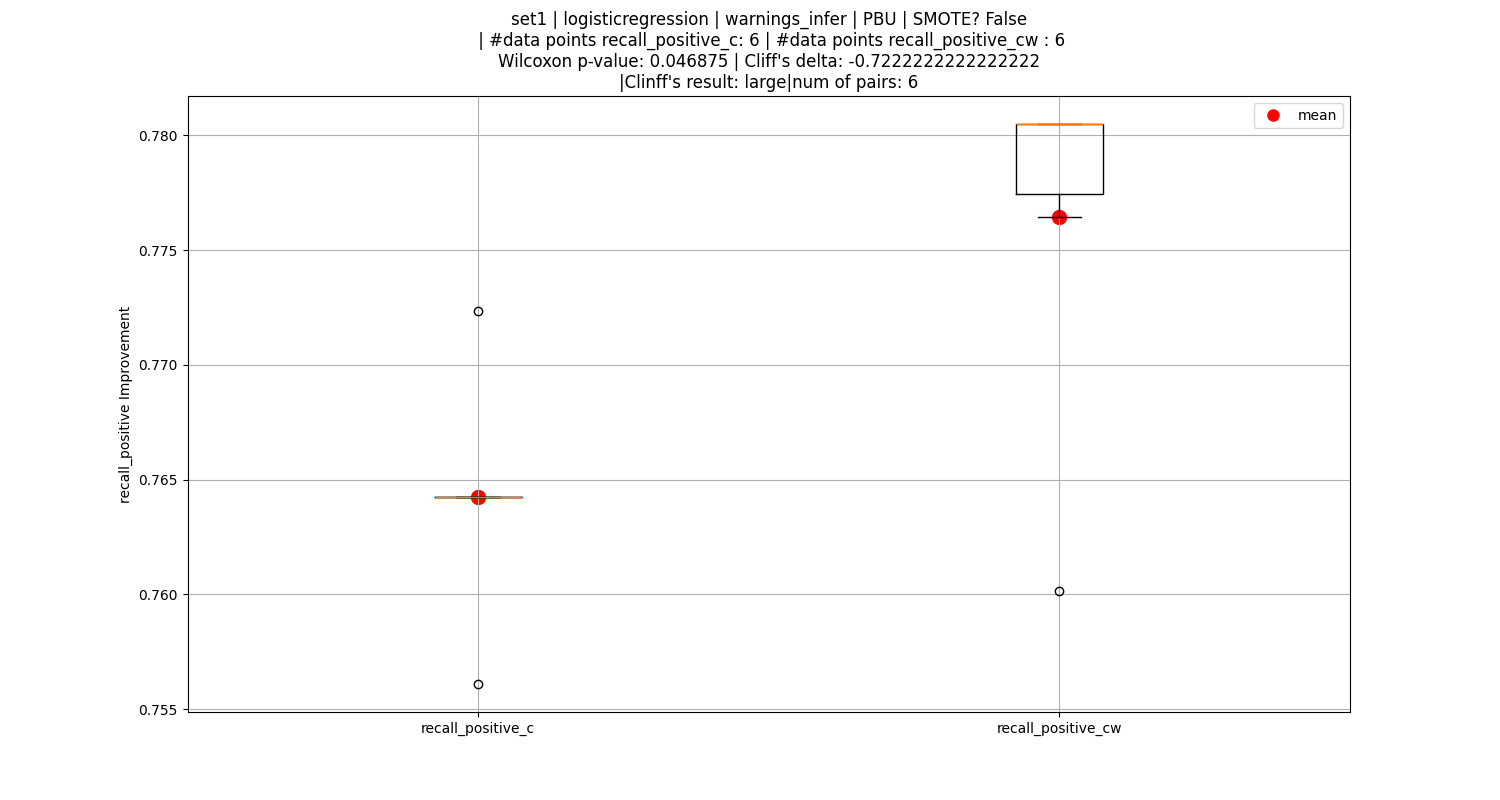 set1 | logisticregression | warnings_infer | PBU | SMOTE? False
| #data points recall_positive_c: 6 | #data points recall_positive_cw : 6
Wilcoxon p-value: 0.046875 | Cliff's delta: -0.7222222222222222
|Clinff's result: large|num of pairs: 6
mean
0.780
0.775
0.770
0.765
0.760
0.755
recall_positive Improvement
recall_positive_c
recall_positive_cw